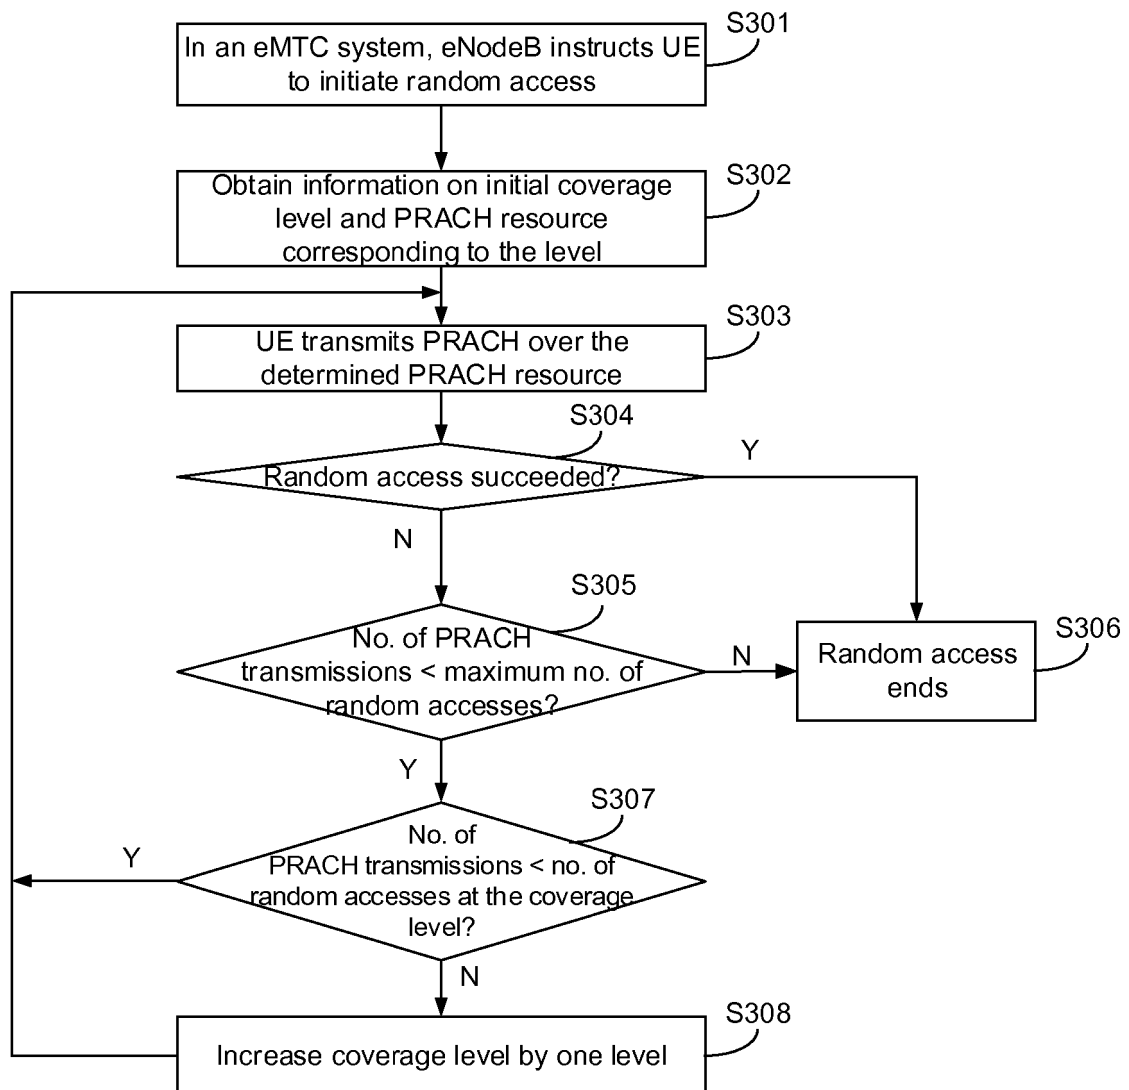 S301
In an eMTC system, eNodeB instructs UE
to initiate random access
S302
Obtain information on initial coverage
level and PRACH resource
corresponding to the level
S303
UE transmits PRACH over the
determined PRACH resource
S304
Random access succeeded?
Y
N
S305
No. of PRACH
transmissions < maximum no. of
random accesses?
N
S306
Random access
ends
Y
S307
No. of
PRACH transmissions < no. of
random accesses at the coverage
level?
Y
N
S308
Increase coverage level by one level